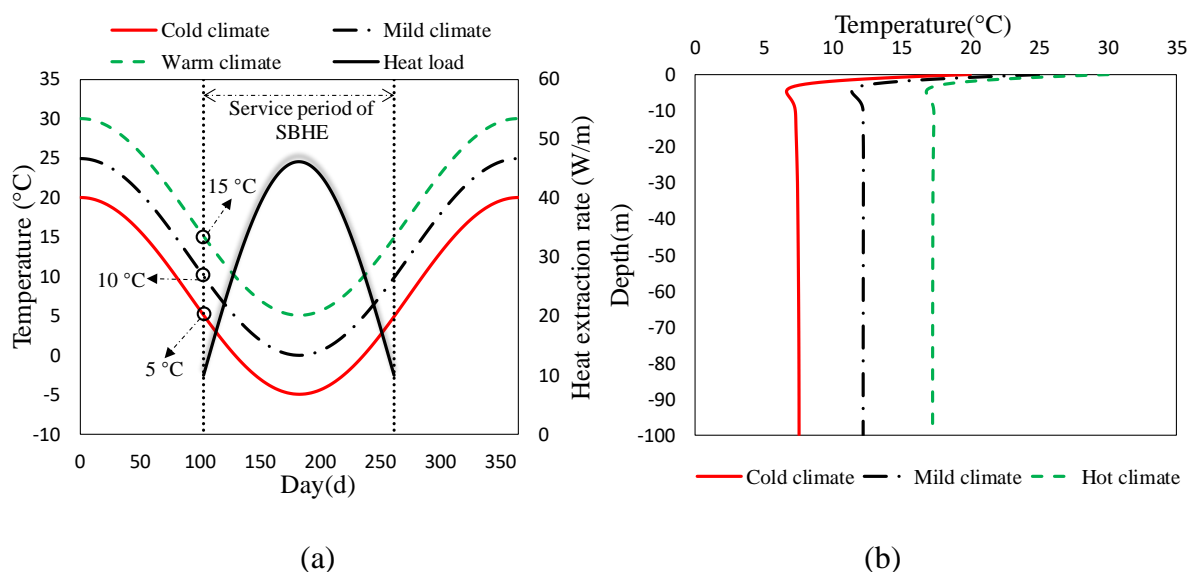 Cold climate
Mild climate
Warm climate
Heat load
35
30
25
20
15
10
5
0
-5
-10
Temperature (°C)
60
50
40
30
20
10
0
Heat extraction rate (W/m)
Service period of
SBHE
15 °C
10 °C
5 °C
0
50
100
150
200
250
300
350
Day(d)
(a)
Temperature(°C)
0
5
10
15
20
25
30
35
0
-10
-20
-30
-40
-50
-60
-70
-80
-90
-100
Depth(m)
Cold climate
Mild climate
Hot climate
(b)